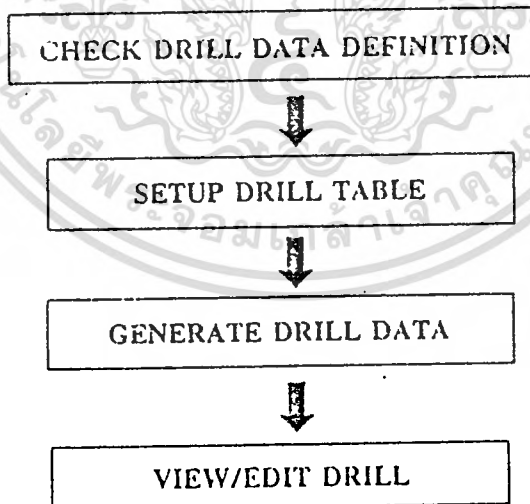 CHECK DRILL DATA DEFINITION
SETUP DRILL TABLE
GENERATE DRILL DATA
VIEW/EDIT DRILL